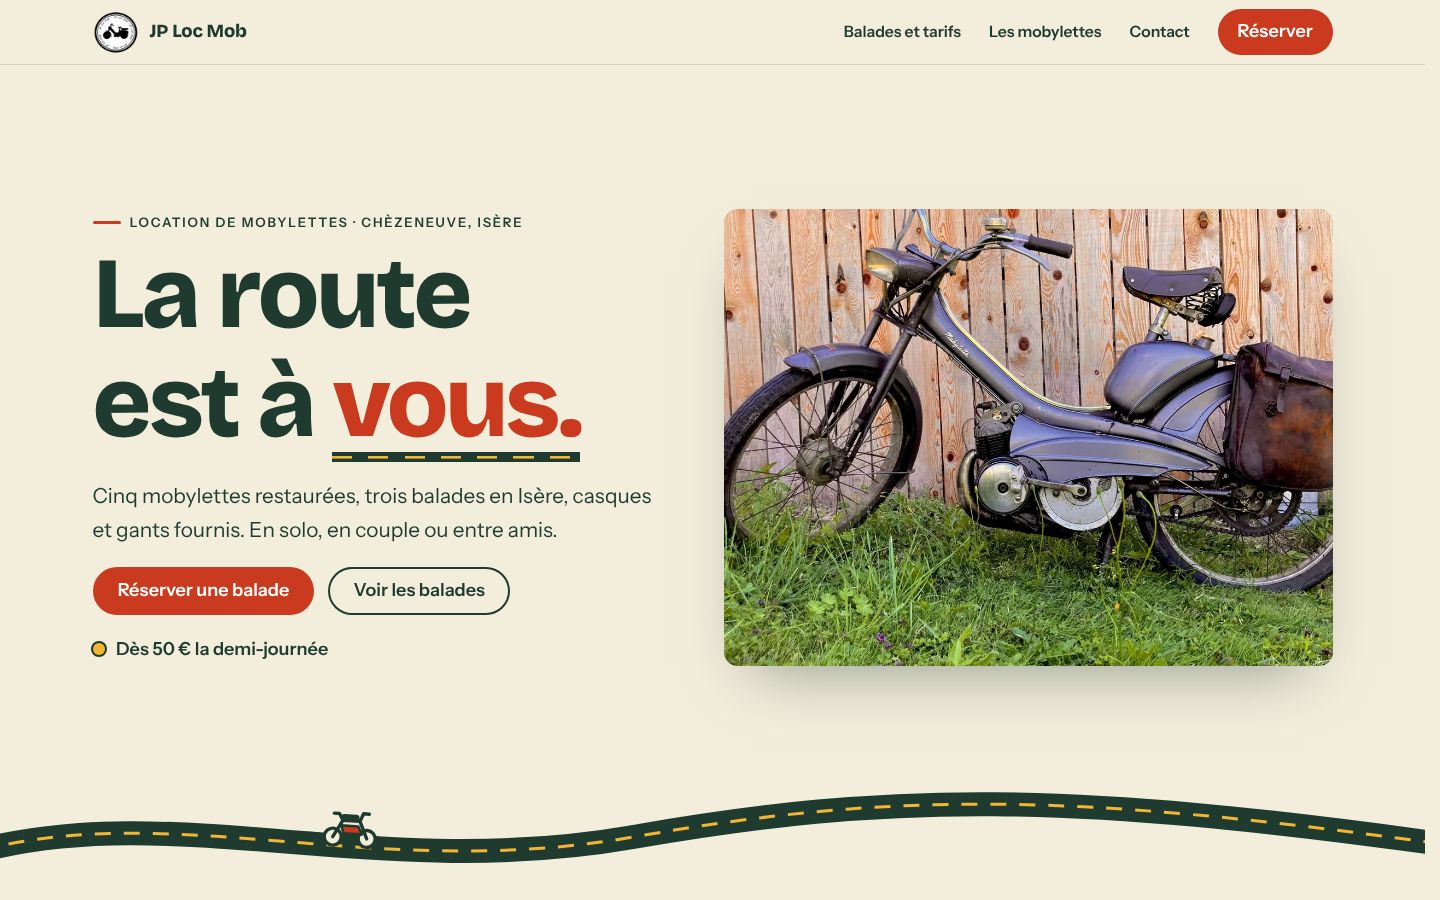 JP Loc Mob
Balades et tarifs
Les mobylettes
Contact
Réserver
LOCATION DE MOBYLETTES · CHÈZENEUVE, ISÈRE
La route
est à vous.
Cinq mobylettes restaurées, trois balades en Isère, casques
et gants fournis. En solo, en couple ou entre amis.
Réserver une balade
Voir les balades
Dès 50 € la demi-journée
Mobylette